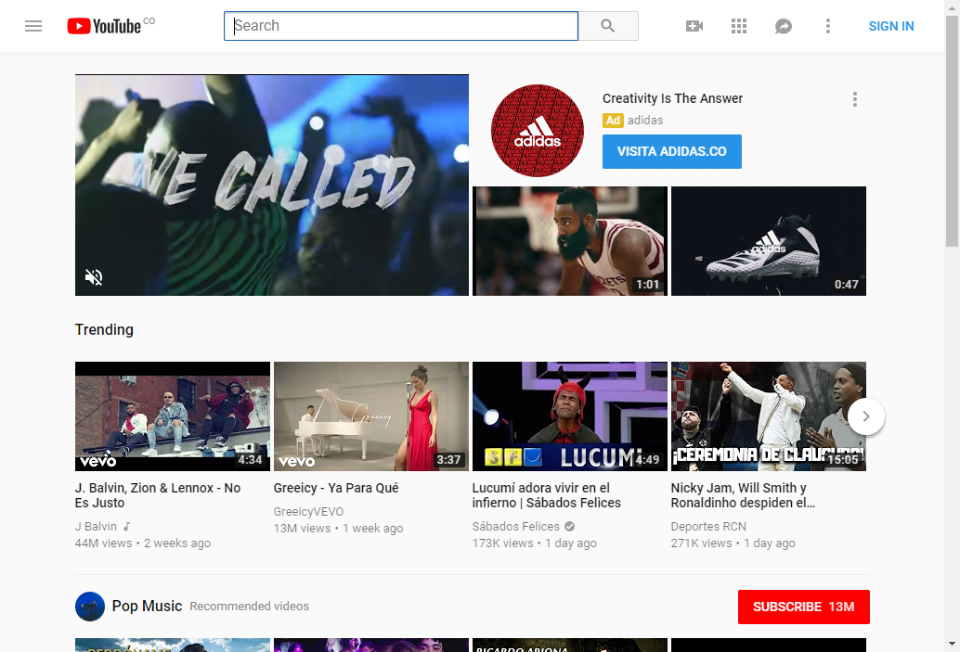 YouTube CO
Search
SIGN IN
WE CALLED
adidas
Creativity Is The Answer
Ad adidas
VISITA ADIDAS.CO
1:01
adidas
0:47
Trending
vevo
4:34
Greeicy
vevo
3:37
SF
LUCUMÍ
4:49
¡CEREMONIA DE CLAUSURA!
15:05
J. Balvin, Zion & Lennox - No
Es Justo
J Balvin
44M views • 2 weeks ago
Greeicy - Ya Para Qué
GreeicyVEVO
13M views • 1 week ago
Lucumí adora vivir en el
infierno | Sábados Felices
Sábados Felices
173K views • 1 day ago
Nicky Jam, Will Smith y
Ronaldinho despiden el...
Deportes RCN
271K views • 1 day ago
Pop Music Recommended videos
SUBSCRIBE 13M